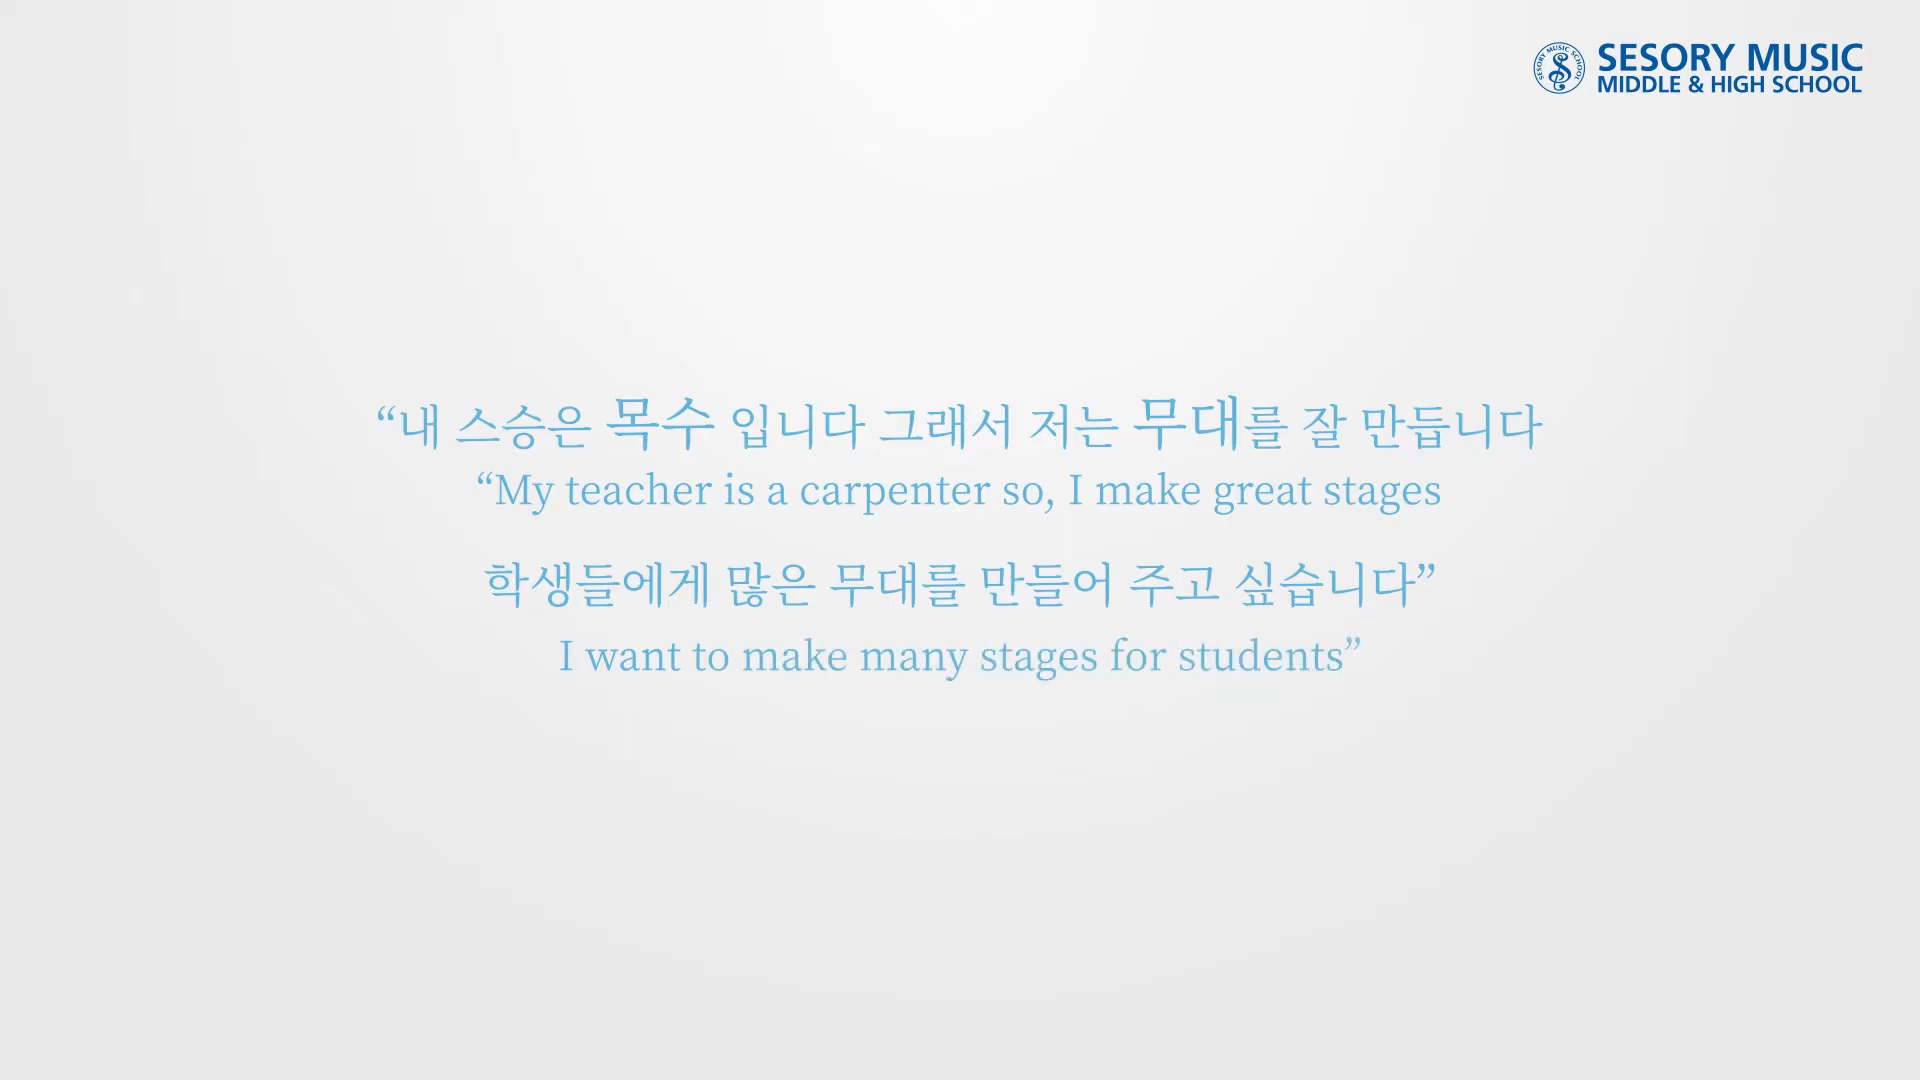 SESORY MUSIC SCHOOL
SESORY MUSIC
MIDDLE & HIGH SCHOOL
“내 스승은 목수 입니다 그래서 저는 무대를 잘 만듭니다
“My teacher is a carpenter so, I make great stages
학생들에게 많은 무대를 만들어 주고 싶습니다”
I want to make many stages for students”